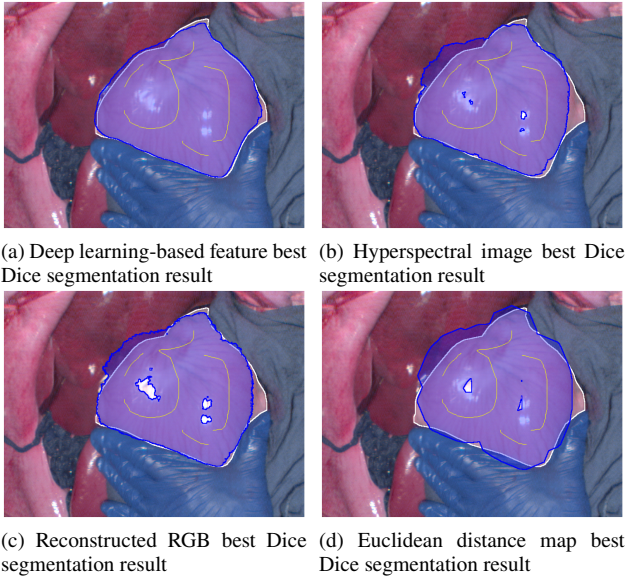 (a) Deep learning-based feature best
Dice segmentation result
(b) Hyperspectral image best Dice
segmentation result
(c) Reconstructed RGB best Dice
segmentation result
(d) Euclidean distance map best
Dice segmentation result